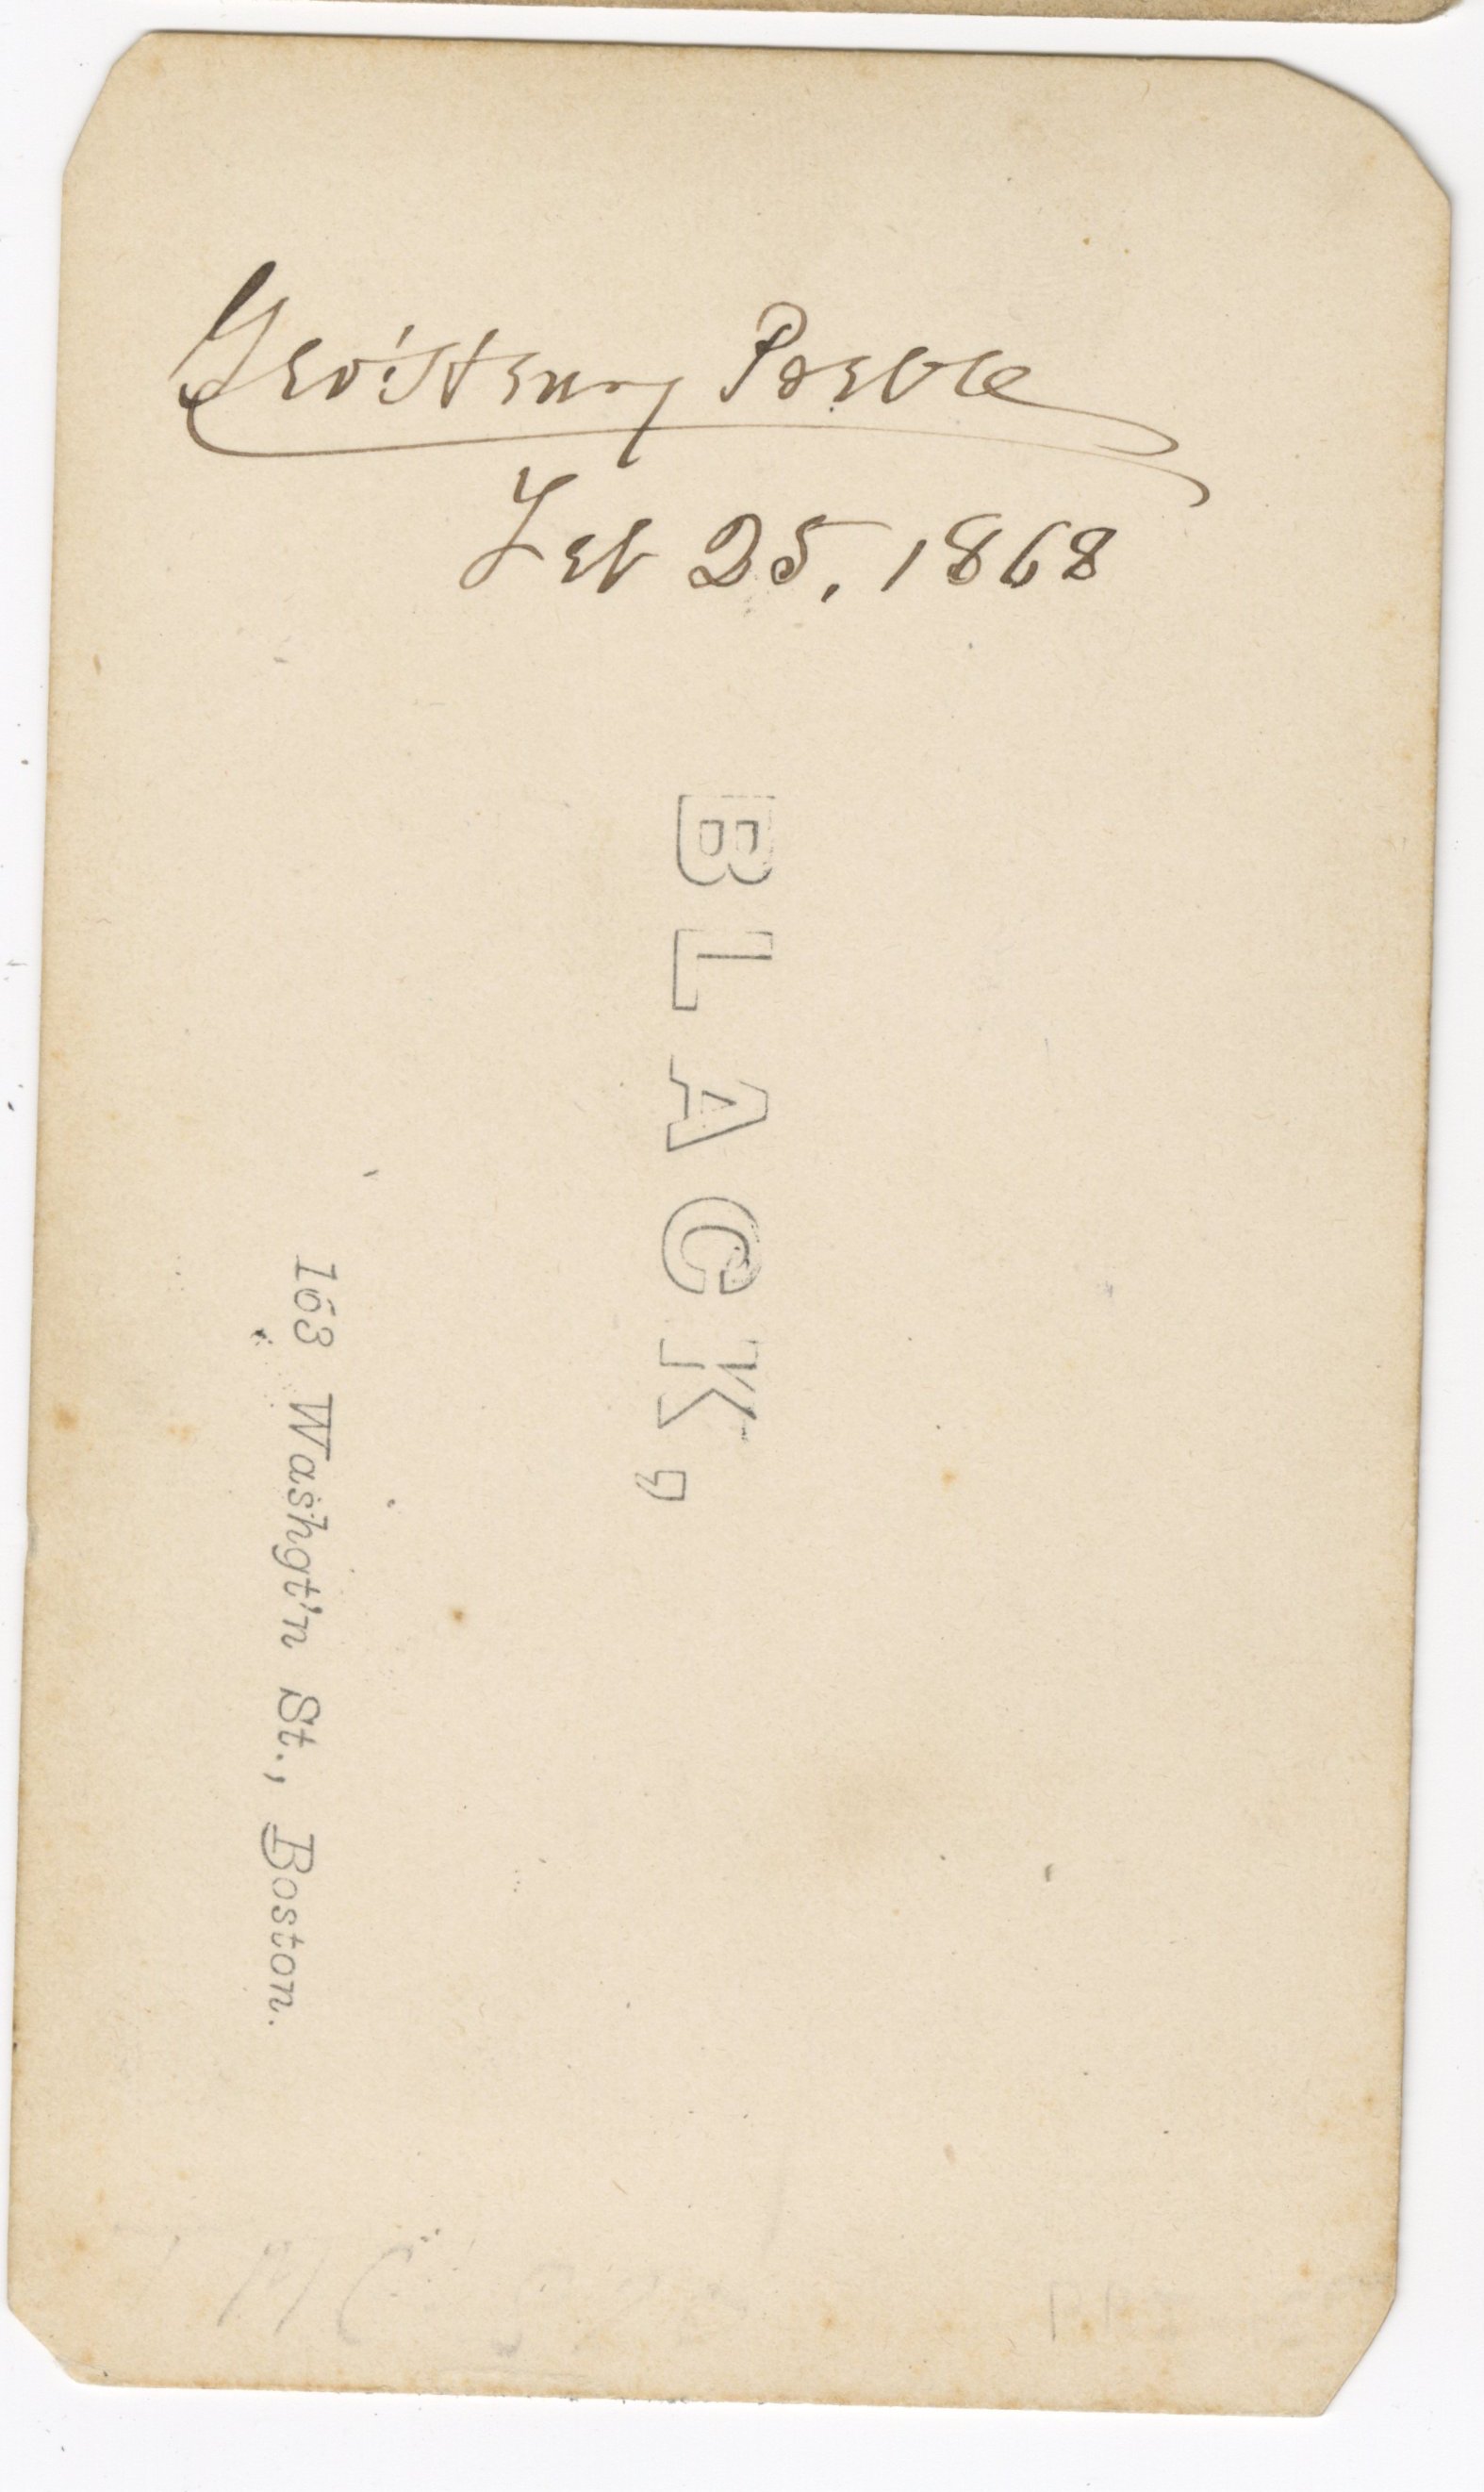 Geo: Henry Preble
Feb 25, 1868
BLACK,
163 Washgt'n St., Boston.